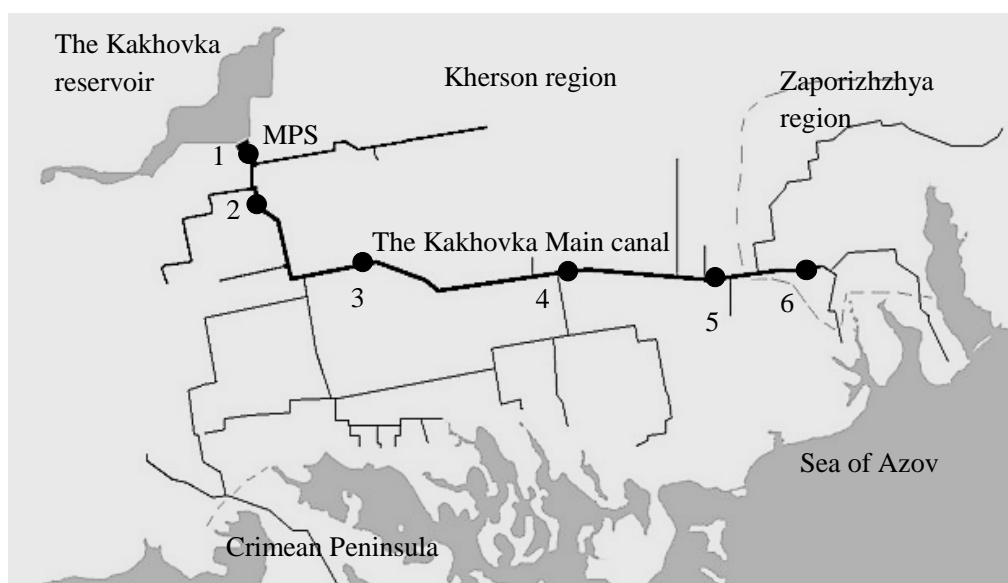 The Kakhovka
reservoir
Kherson region
Zaporizhzhya
region
MPS
1
2
The Kakhovka Main canal
3
4
5
6
Sea of Azov
Crimean Peninsula